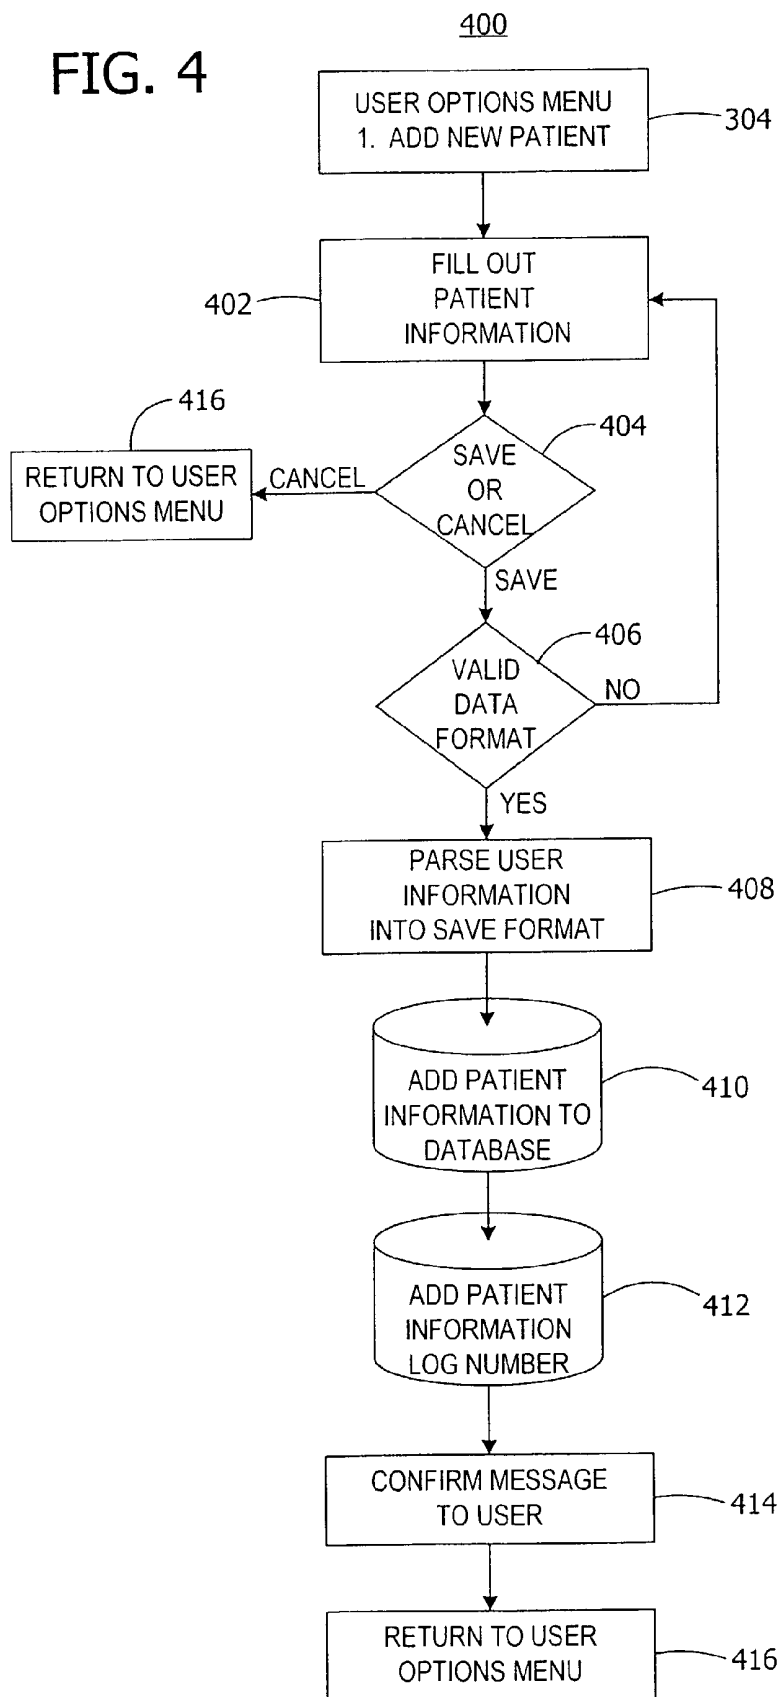 400
FIG. 4
USER OPTIONS MENU
1. ADD NEW PATIENT
304
FILL OUT
PATIENT
INFORMATION
402
416
404
RETURN TO USER
OPTIONS MENU
CANCEL
SAVE
OR
CANCEL
SAVE
406
VALID
DATA
FORMAT
NO
YES
PARSE USER
INFORMATION
INTO SAVE FORMAT
408
ADD PATIENT
INFORMATION TO
DATABASE
410
ADD PATIENT
INFORMATION
LOG NUMBER
412
CONFIRM MESSAGE
TO USER
414
RETURN TO USER
OPTIONS MENU
416